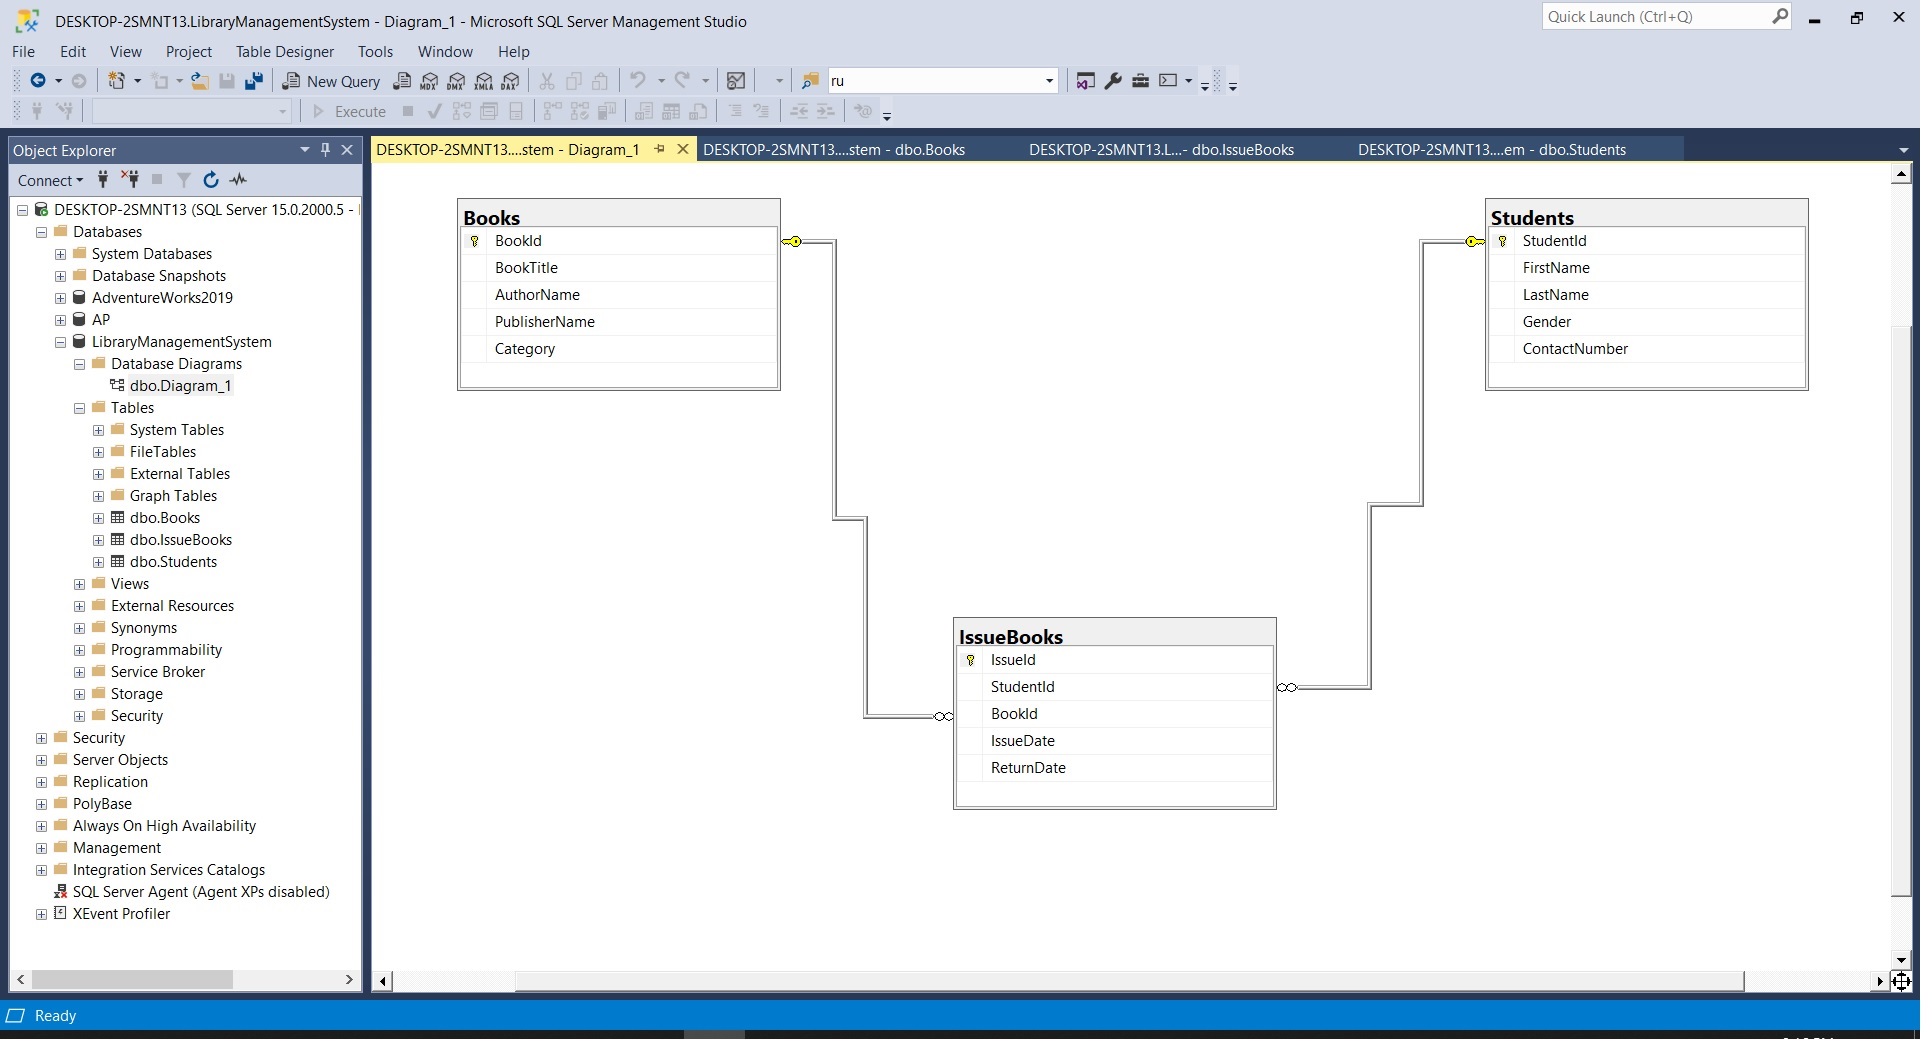 DESKTOP-2SMNT13.LibraryManagementSystem - Diagram_1 - Microsoft SQL Server Management Studio
Quick Launch (Ctrl+Q)
File Edit View Project Table Designer Tools Window Help
New Query MDX DMX XMLA DAX ru
Execute
Object Explorer
DESKTOP-2SMNT13....stem - Diagram_1 DESKTOP-2SMNT13....stem - dbo.Books DESKTOP-2SMNT13.L...- dbo.IssueBooks DESKTOP-2SMNT13....em - dbo.Students
Connect
DESKTOP-2SMNT13 (SQL Server 15.0.2000.5 -
Databases
System Databases
Database Snapshots
AdventureWorks2019
AP
LibraryManagementSystem
Database Diagrams
dbo.Diagram_1
Tables
System Tables
FileTables
External Tables
Graph Tables
dbo.Books
dbo.IssueBooks
dbo.Students
Views
External Resources
Synonyms
Programmability
Service Broker
Storage
Security
Security
Server Objects
Replication
PolyBase
Always On High Availability
Management
Integration Services Catalogs
SQL Server Agent (Agent XPs disabled)
XEvent Profiler
Books
BookId
BookTitle
AuthorName
PublisherName
Category
Students
StudentId
FirstName
LastName
Gender
ContactNumber
IssueBooks
IssueId
StudentId
BookId
IssueDate
ReturnDate
Ready